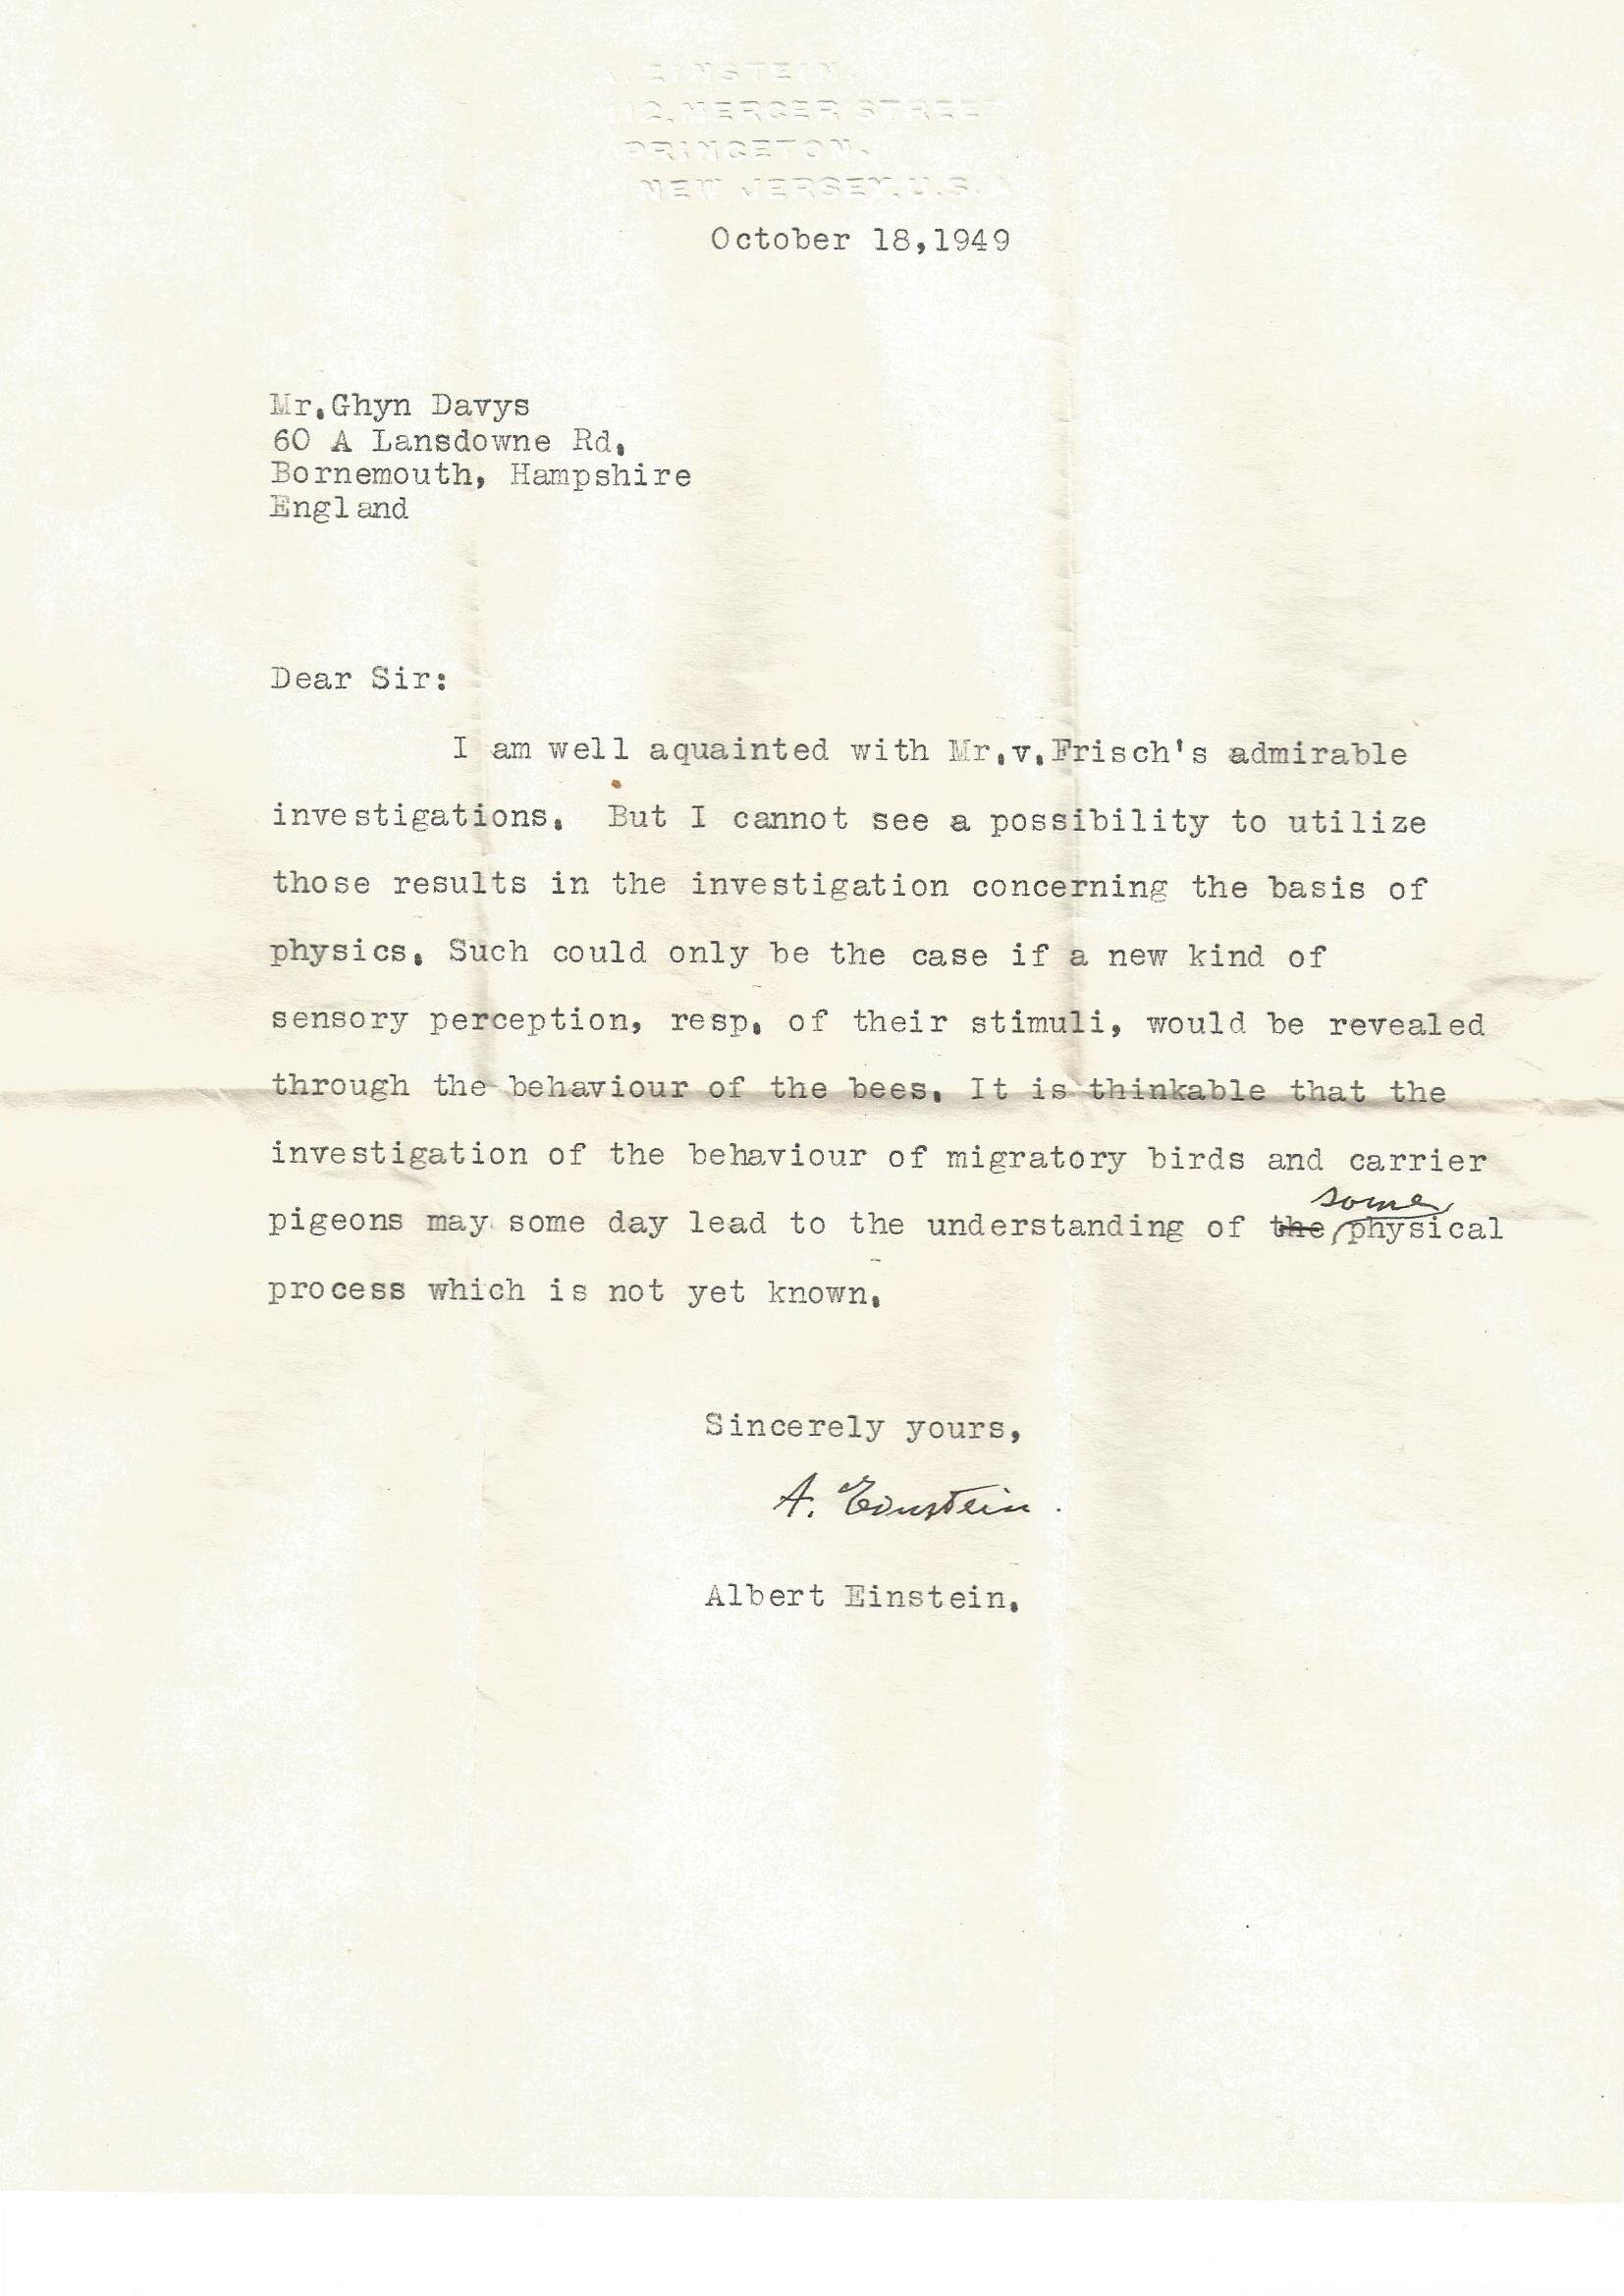 A. EINSTEIN.
112, MERCER STREET
PRINCETON.
NEW JERSEY, U.S.A
October 18,1949
Mr.Ghyn Davys
60 A Lansdowne Rd.
Bornemouth, Hampshire
England
Dear Sir:
I am well aquainted with Mr.v.Frisch's admirable
investigations. But I cannot see a possibility to utilize
those results in the investigation concerning the basis of
physics. Such could only be the case if a new kind of
sensory perception, resp. of their stimuli, would be revealed
through the behaviour of the bees. It is thinkable that the
investigation of the behaviour of migratory birds and carrier
some
pigeons may some day lead to the understanding of the physical
process which is not yet known.
Sincerely yours,
A. Einstein.
Albert Einstein.